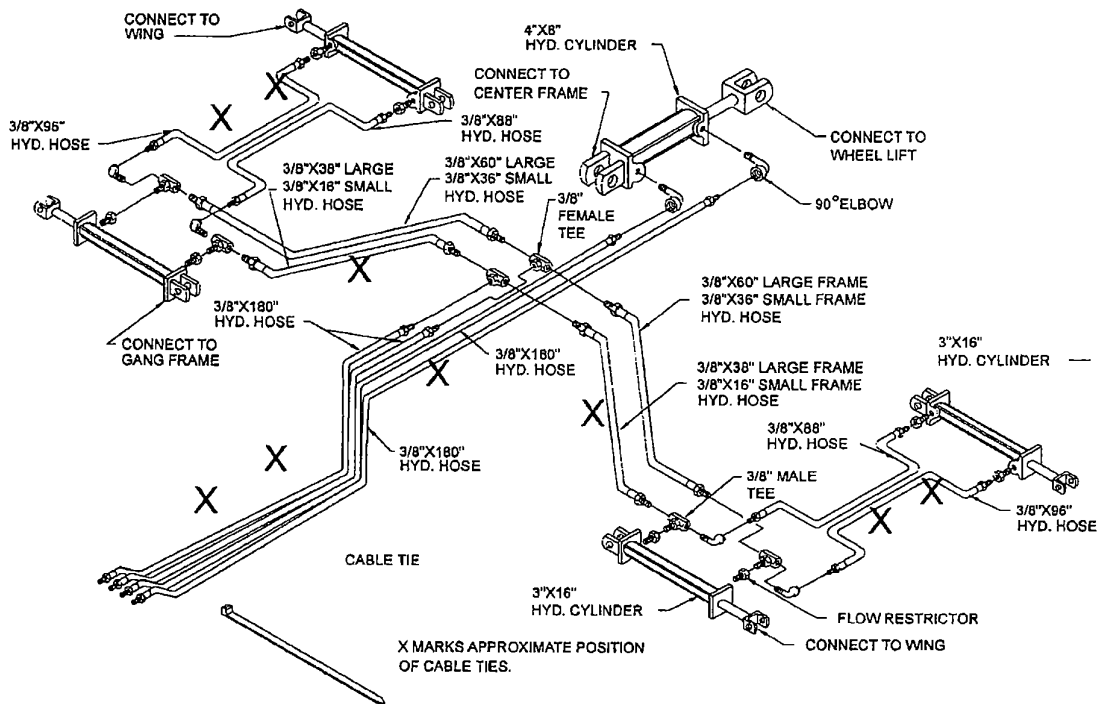 CONNECT TO
WING
4"X8"
HYD. CYLINDER
CONNECT TO
CENTER FRAME
X
X
3/8"X96"
HYD. HOSE
3/8"X88"
HYD. HOSE
CONNECT TO
WHEEL LIFT
3/8"X38" LARGE
3/8"X16" SMALL
HYD. HOSE
3/8"X60" LARGE
3/8"X36" SMALL
HYD. HOSE
3/8"
FEMALE
TEE
90° ELBOW
X
3/8"X60" LARGE FRAME
3/8"X36" SMALL FRAME
HYD. HOSE
3/8"X180"
HYD. HOSE
CONNECT TO
GANG FRAME
3/8"X180"
HYD. HOSE
X
3/8"X38" LARGE FRAME
3/8"X16" SMALL FRAME
HYD. HOSE
3"X16"
HYD. CYLINDER
X
3/8"X88"
HYD. HOSE
X
3/8"X180"
HYD. HOSE
3/8" MALE
TEE
X
3/8"X96"
HYD. HOSE
X
X
CABLE TIE
3"X16"
HYD. CYLINDER
FLOW RESTRICTOR
CONNECT TO WING
X MARKS APPROXIMATE POSITION
OF CABLE TIES.